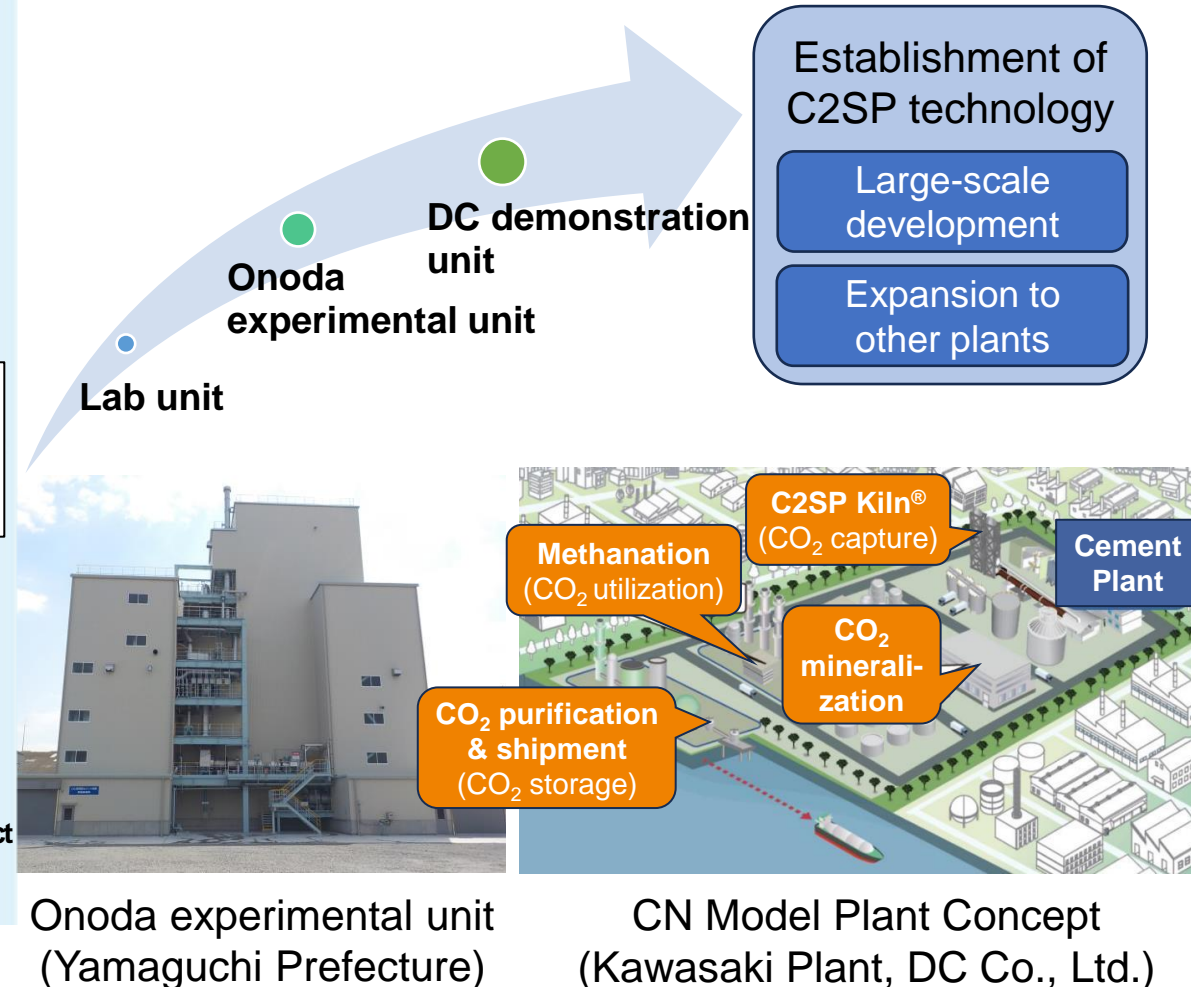 Establishment of
C2SP technology
Large-scale
development
Expansion to
other plants
DC demonstration
unit
Onoda
experimental unit
Lab unit
C2SP Kiln®
(CO₂ capture)
Methanation
(CO₂ utilization)
Cement
Plant
CO₂
minerali-
zation
CO₂ purification
& shipment
(CO₂ storage)
ct
Onoda experimental unit
(Yamaguchi Prefecture)
CN Model Plant Concept
(Kawasaki Plant, DC Co., Ltd.)